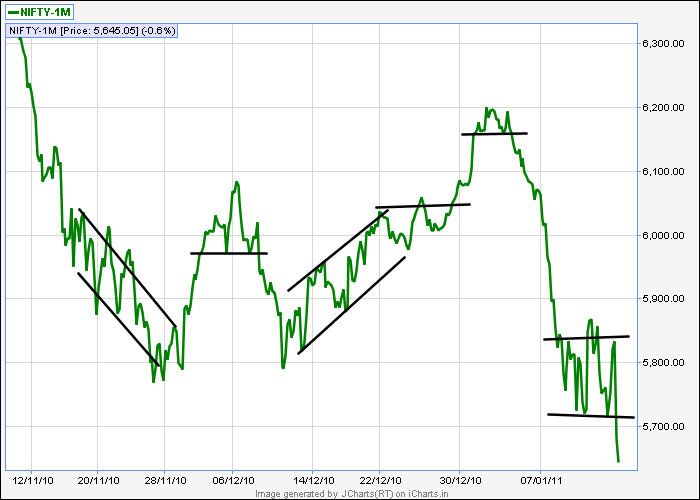 NIFTY-1M
NIFTY-1M [Price: 5,645.05] (-0.6%)
6,300.00
6,200.00
6,100.00
6,000.00
5,900.00
5,800.00
5,700.00
12/11/10 20/11/10 28/11/10 06/12/10 14/12/10 22/12/10 30/12/10 07/01/11
Image generated by JCharts(RT) on iCharts.in